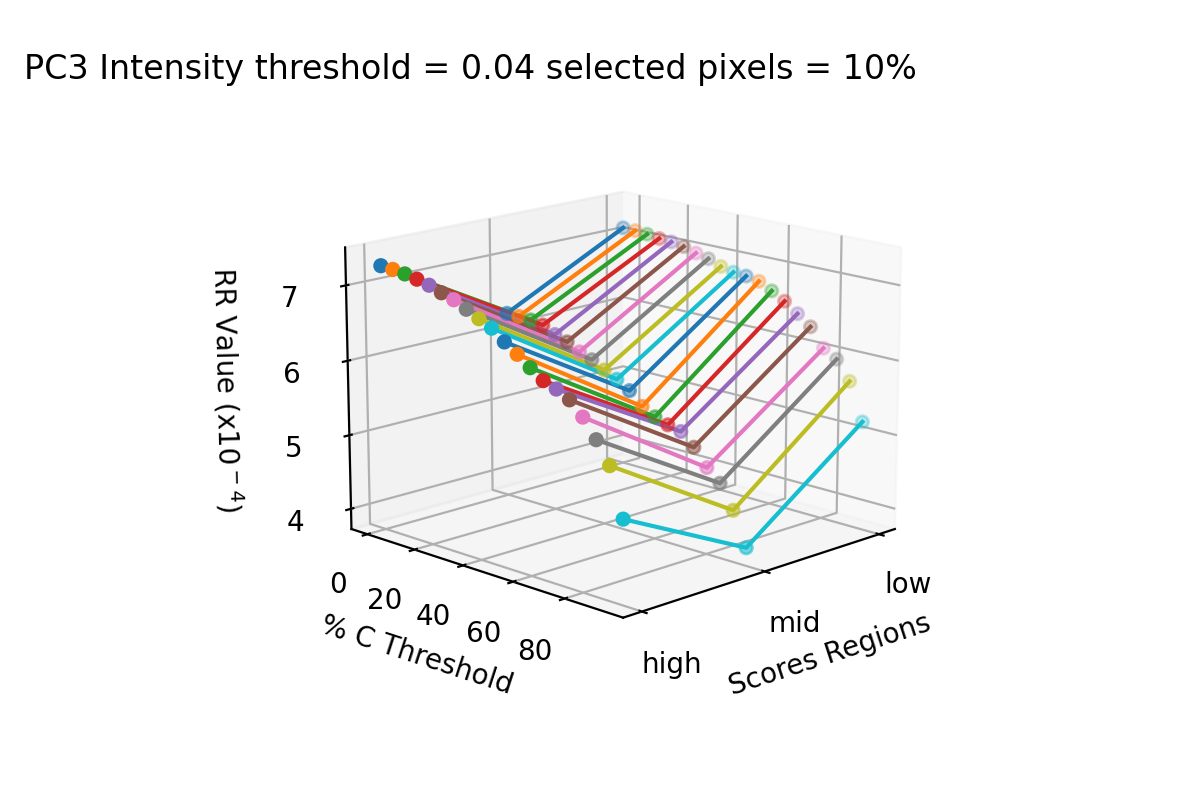 PC3 Intensity threshold = 0.04 selected pixels = 10%
RR Value (x10⁻⁴)
7
6
5
4
0
20
40
60
80
% C Threshold
high
mid
low
Scores Regions